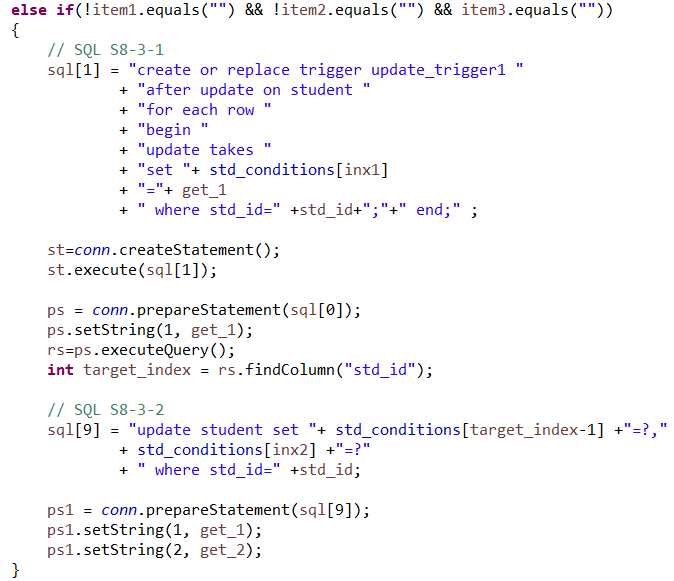 else if(!item1.equals("") && !item2.equals("") && item3.equals(""))
{
    // SQL S8-3-1
    sql[1] = "create or replace trigger update_trigger1 "
            + "after update on student "
            + "for each row "
            + "begin "
            + "update takes "
            + "set "+ std_conditions[inx1]
            + "="+ get_1
            + " where std_id=" +std_id+";"+" end;" ;

    st=conn.createStatement();
    st.execute(sql[1]);

    ps = conn.prepareStatement(sql[0]);
    ps.setString(1, get_1);
    rs=ps.executeQuery();
    int target_index = rs.findColumn("std_id");

    // SQL S8-3-2
    sql[9] = "update student set "+ std_conditions[target_index-1] +"=?,"
            + std_conditions[inx2] +"=?"
            + " where std_id=" +std_id;

    ps1 = conn.prepareStatement(sql[9]);
    ps1.setString(1, get_1);
    ps1.setString(2, get_2);
}